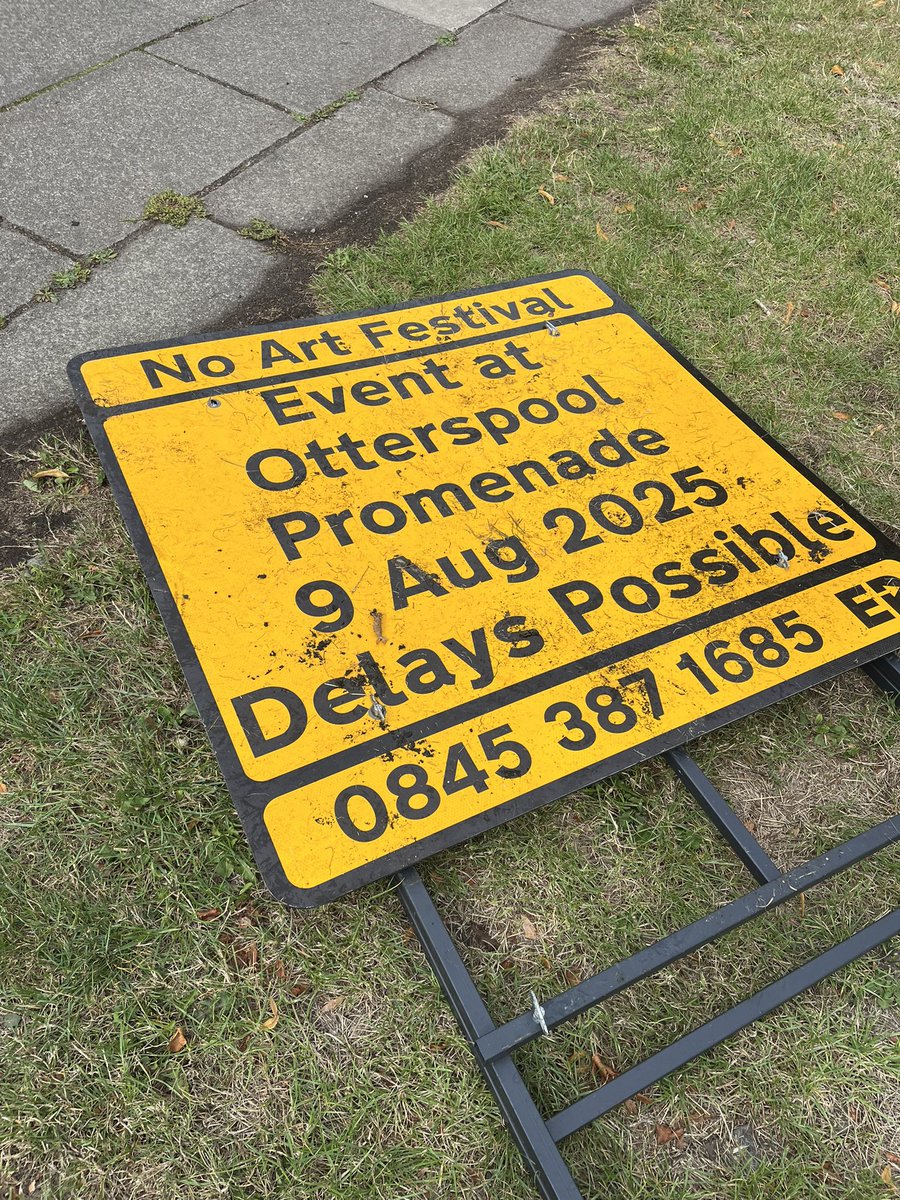 No Art Festival
Event at
Otterspool
Promenade
9 Aug 2025
Delays Possible
0845 387 1685